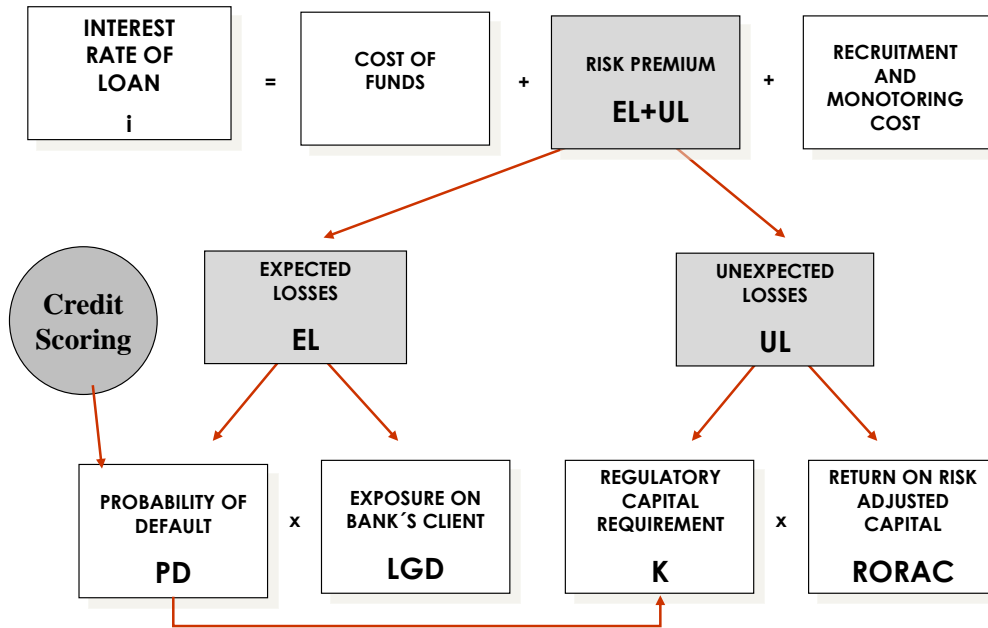 INTEREST
RATE OF
LOAN
i
=
COST OF
FUNDS
+
RISK PREMIUM
EL+UL
+
RECRUITMENT
AND
MONOTORING
COST
Credit
Scoring
EXPECTED
LOSSES
EL
UNEXPECTED
LOSSES
UL
PROBABILITY OF
DEFAULT
PD
x
EXPOSURE ON
BANK´S CLIENT
LGD
REGULATORY
CAPITAL
REQUIREMENT
K
x
RETURN ON RISK
ADJUSTED
CAPITAL
RORAC